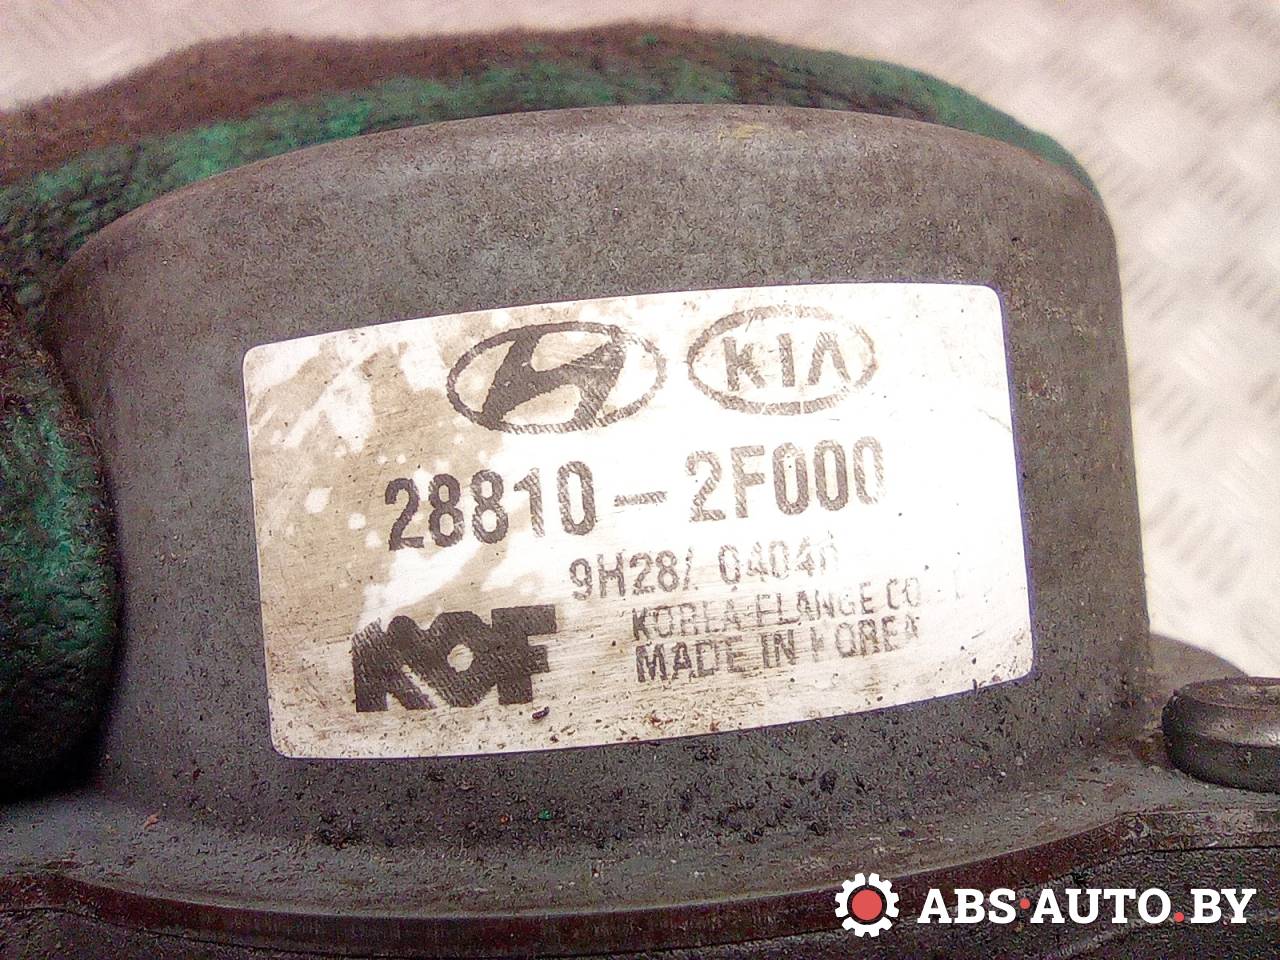 KIA
28810-2F000
9H28/ 0404
KOF
KOREA FLANGE CO
MADE IN KOREA
ABS·AUTO.BY